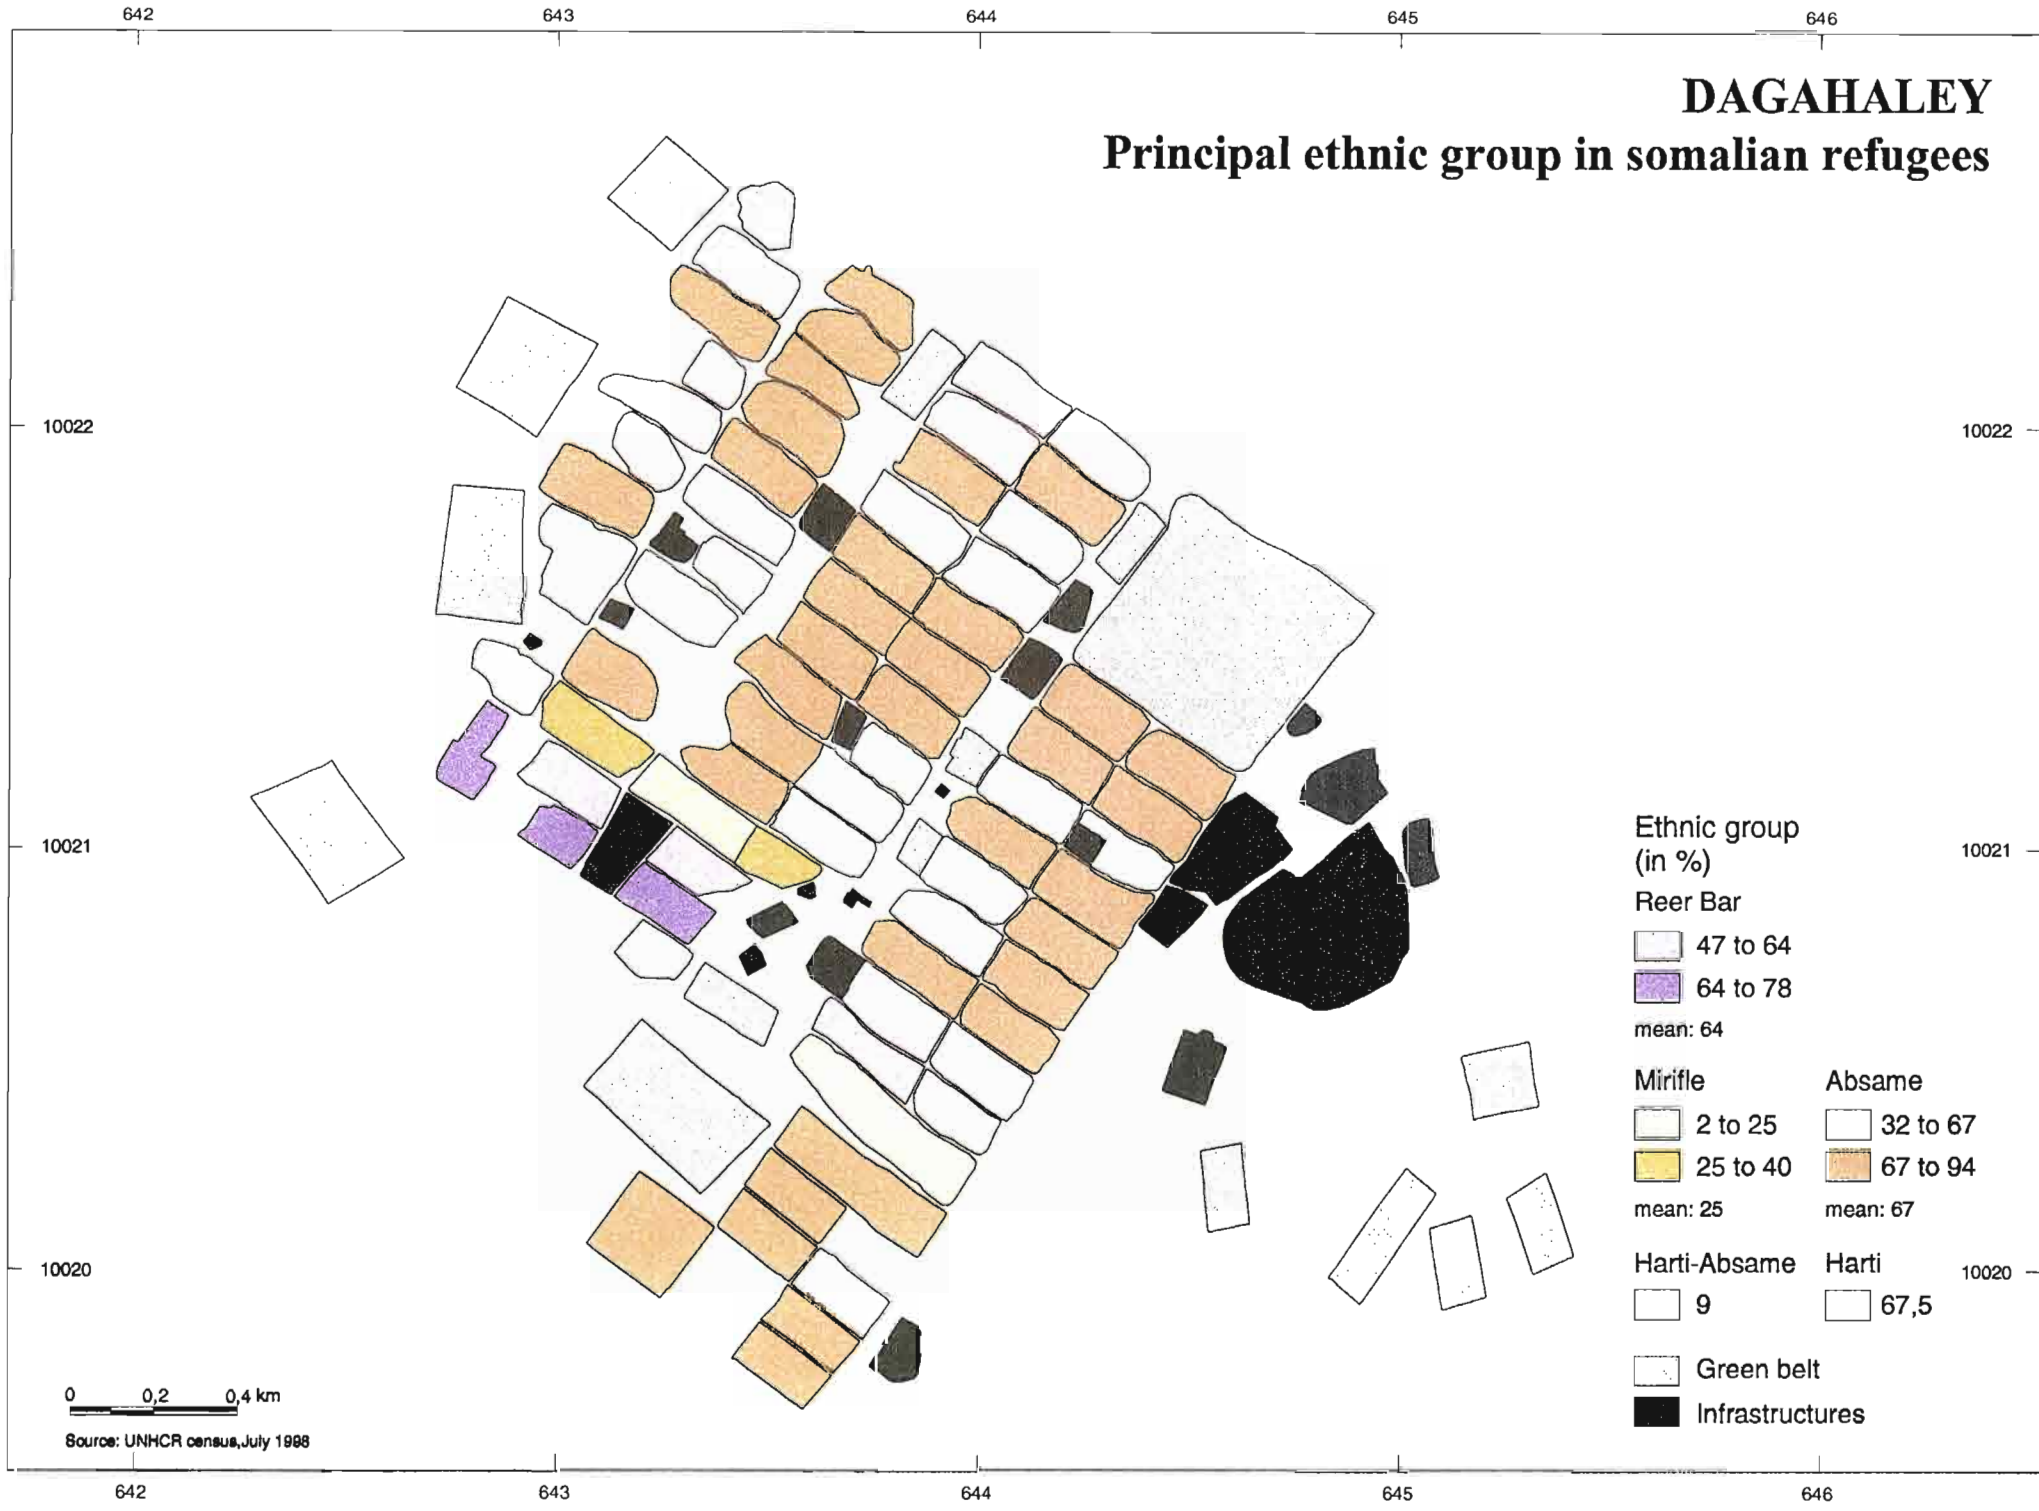 642 643 644 645 646
DAGAHALEY
Principal ethnic group in somalian refugees
10022 10022
10021 10021
10020 10020
Ethnic group
(in %)
Reer Bar
47 to 64
64 to 78
mean: 64
Mirifle Absame
2 to 25 32 to 67
25 to 40 67 to 94
mean: 25 mean: 67
Harti-Absame Harti
9 67,5
Green belt
Infrastructures
0 0,2 0,4 km
Source: UNHCR census,July 1998
642 643 644 645 646